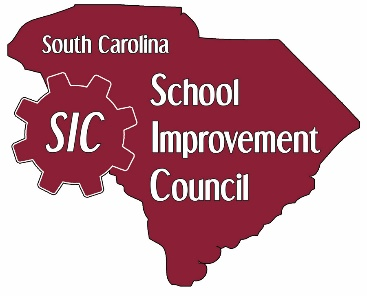 South Carolina
SIC
School
Improvement
Council